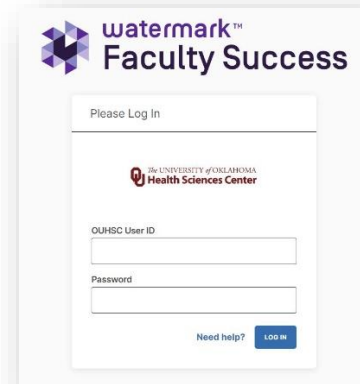 watermark™
Faculty Success
Please Log In
The UNIVERSITY of OKLAHOMA
Health Sciences Center
OUHSC User ID
Password
Need help? LOG IN